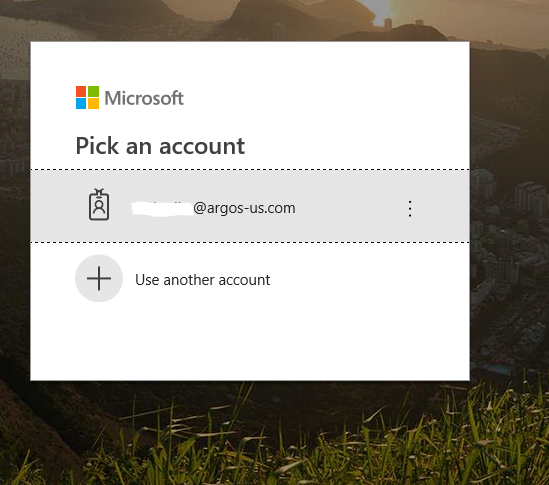 Microsoft
Pick an account
@argos-us.com
Use another account